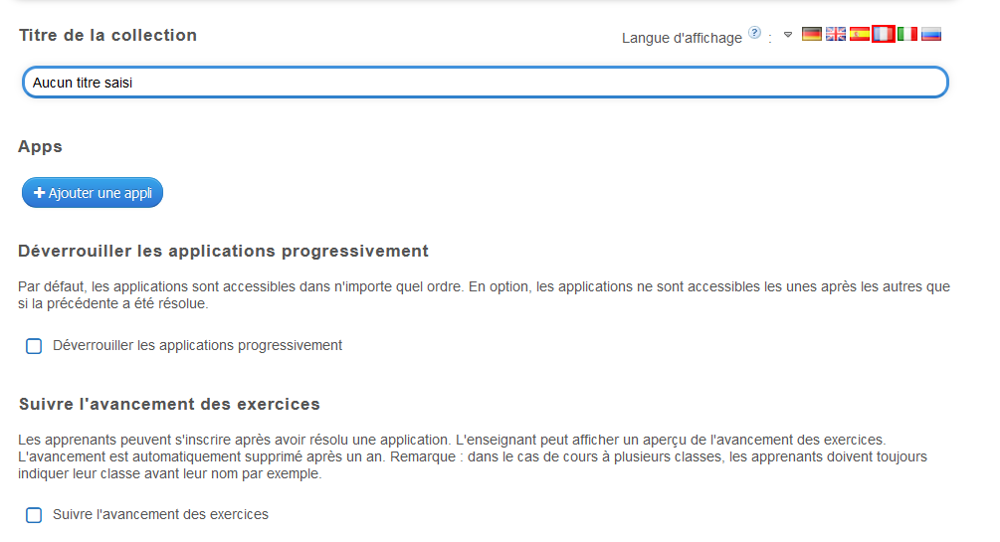 Titre de la collection
Langue d'affichage ? :
Aucun titre saisi
Apps
+ Ajouter une appli
Déverrouiller les applications progressivement
Par défaut, les applications sont accessibles dans n'importe quel ordre. En option, les applications ne sont accessibles les unes après les autres que
si la précédente a été résolue.
Déverrouiller les applications progressivement
Suivre l'avancement des exercices
Les apprenants peuvent s'inscrire après avoir résolu une application. L'enseignant peut afficher un aperçu de l'avancement des exercices.
L'avancement est automatiquement supprimé après un an. Remarque : dans le cas de cours à plusieurs classes, les apprenants doivent toujours
indiquer leur classe avant leur nom par exemple.
Suivre l'avancement des exercices